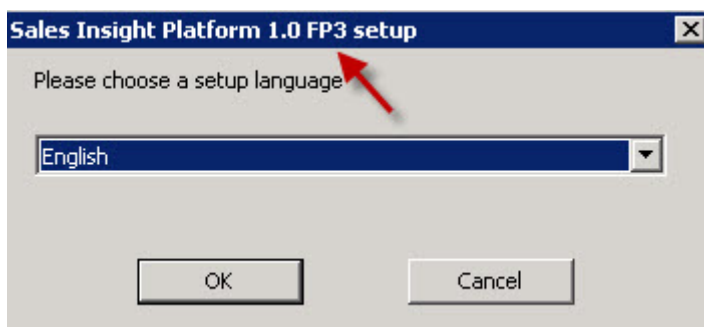 Sales Insight Platform 1.0 FP3 setup
Please choose a setup language
English
OK
Cancel